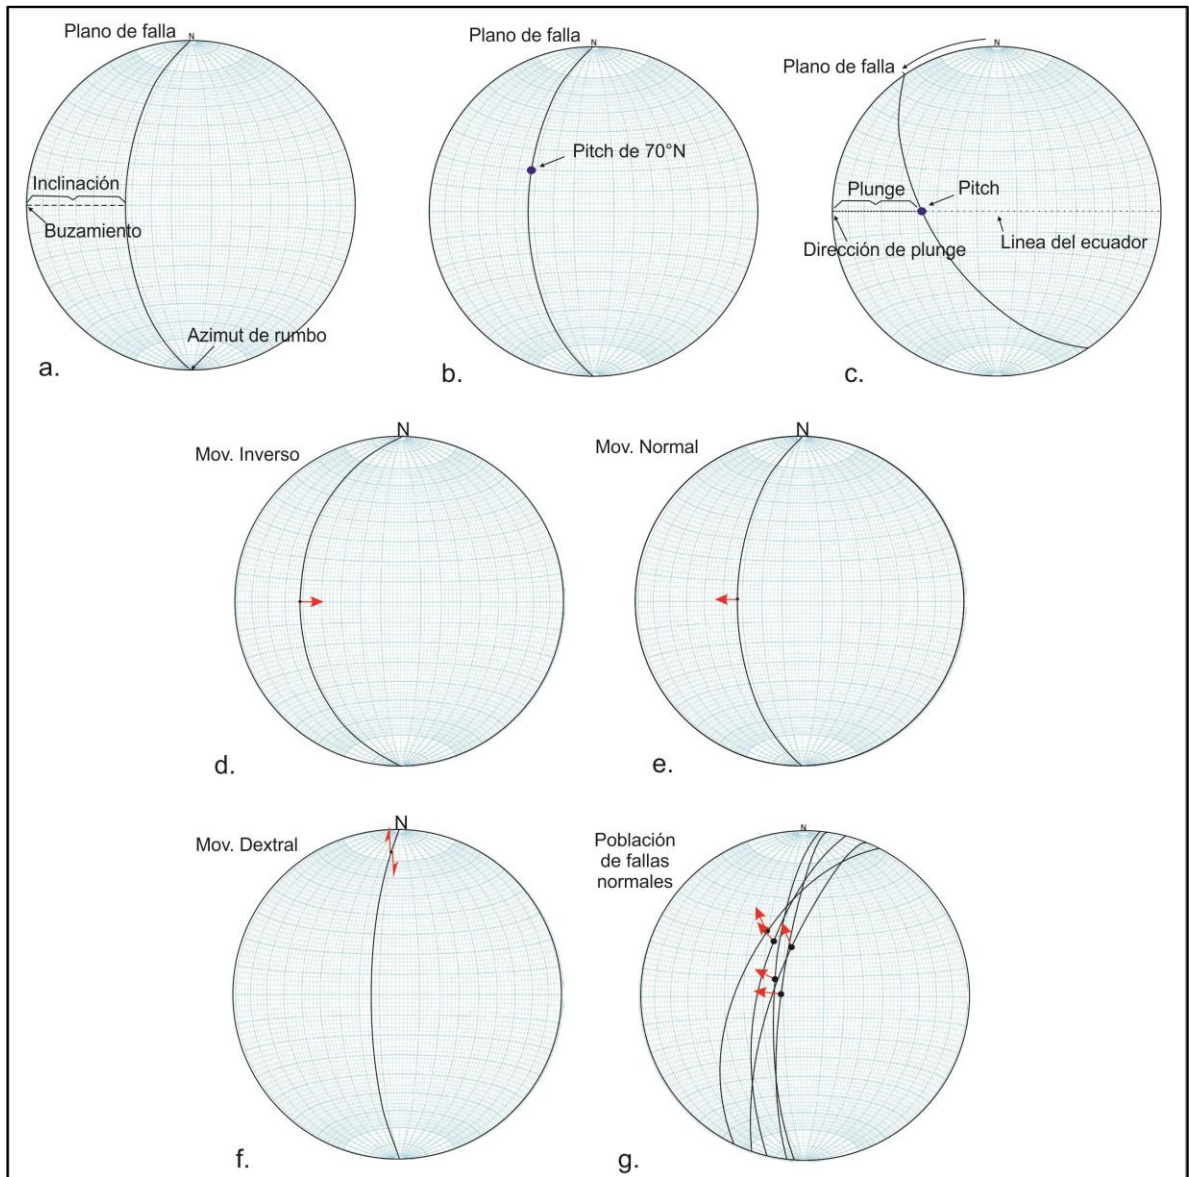 Plano de falla
N
Inclinación
Buzamiento
Azimut de rumbo
a.
Plano de falla
N
Pitch de 70°N
b.
N
Plano de falla
Plunge
Pitch
Dirección de plunge
Linea del ecuador
c.
Mov. Inverso
N
d.
Mov. Normal
N
e.
Mov. Dextral
N
f.
Población
de fallas
normales
N
g.